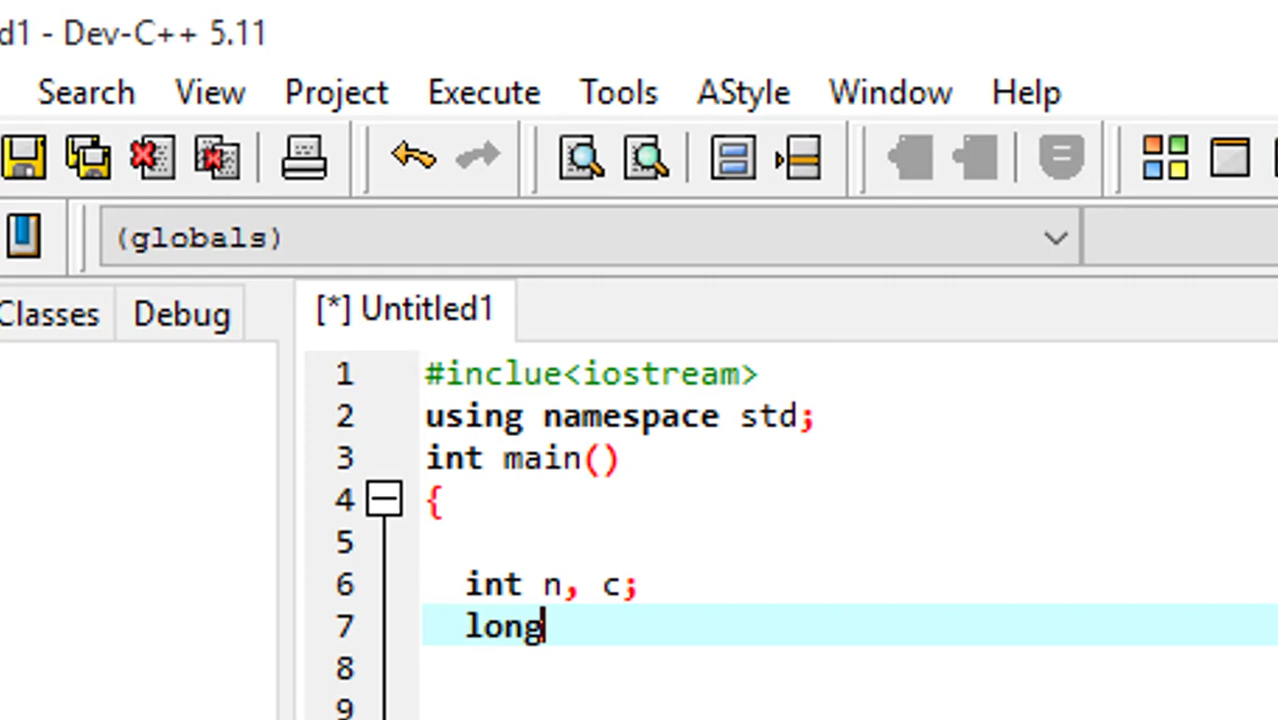 d1 - Dev-C++ 5.11
Search View Project Execute Tools AStyle Window Help
(globals)
Classes Debug [*] Untitled1
1 #inclue<iostream>
2 using namespace std;
3 int main()
4 {
5
6 int n, c;
7 long
8
9